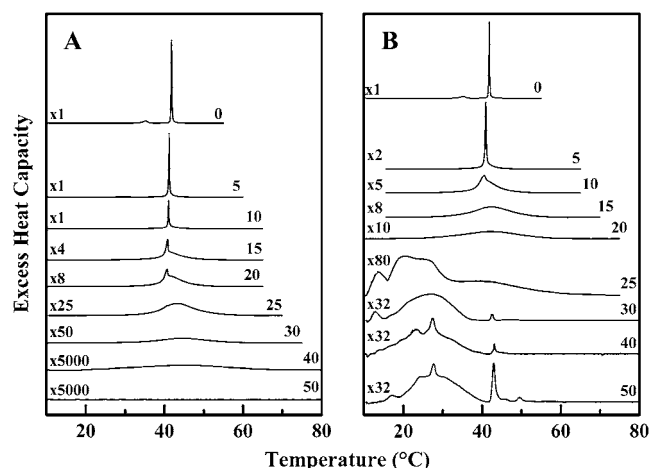 A
x1 0
x1 5
x1 10
x4 15
x8 20
x25 25
x50 30
x5000 40
x5000 50
20 40 60 80
B
x1 0
x2 5
x5 10
x8 15
x10 20
x80 25
x32 30
x32 40
x32 50
20 40 60 80
Excess Heat Capacity
Temperature (°C)